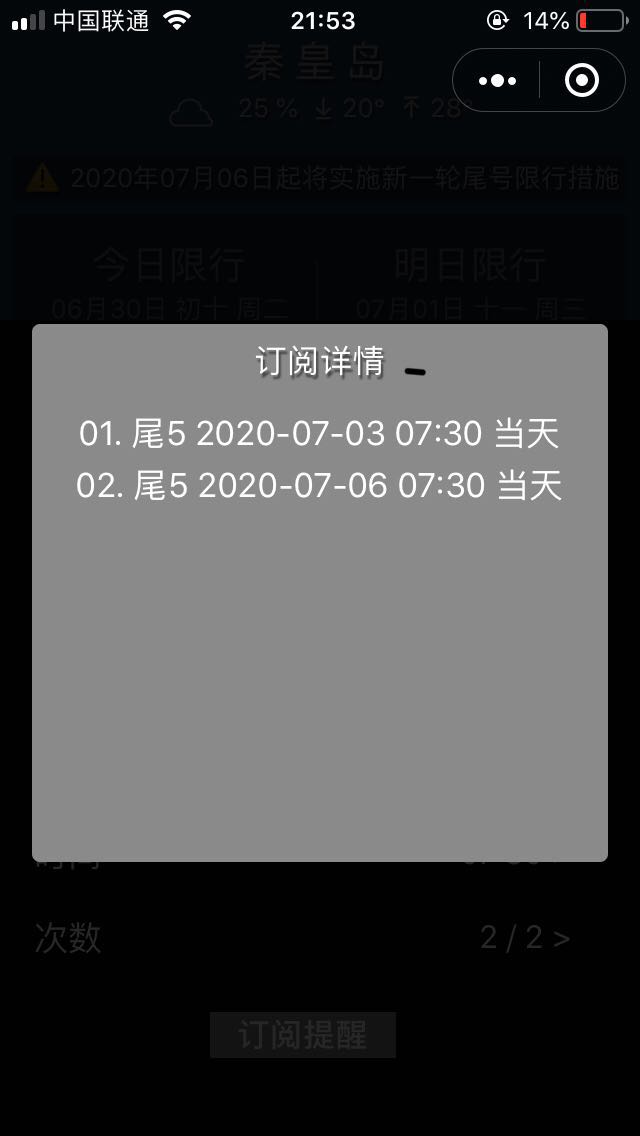 中国联通 21:53 14%
秦皇岛
25 % 20° 28°
2020年07月06日起将实施新一轮尾号限行措施
今日限行 明日限行
06月30日 初十 周二 07月01日 十一 周三
订阅详情
01. 尾5 2020-07-03 07:30 当天
02. 尾5 2020-07-06 07:30 当天
次数 2 / 2 >
订阅提醒